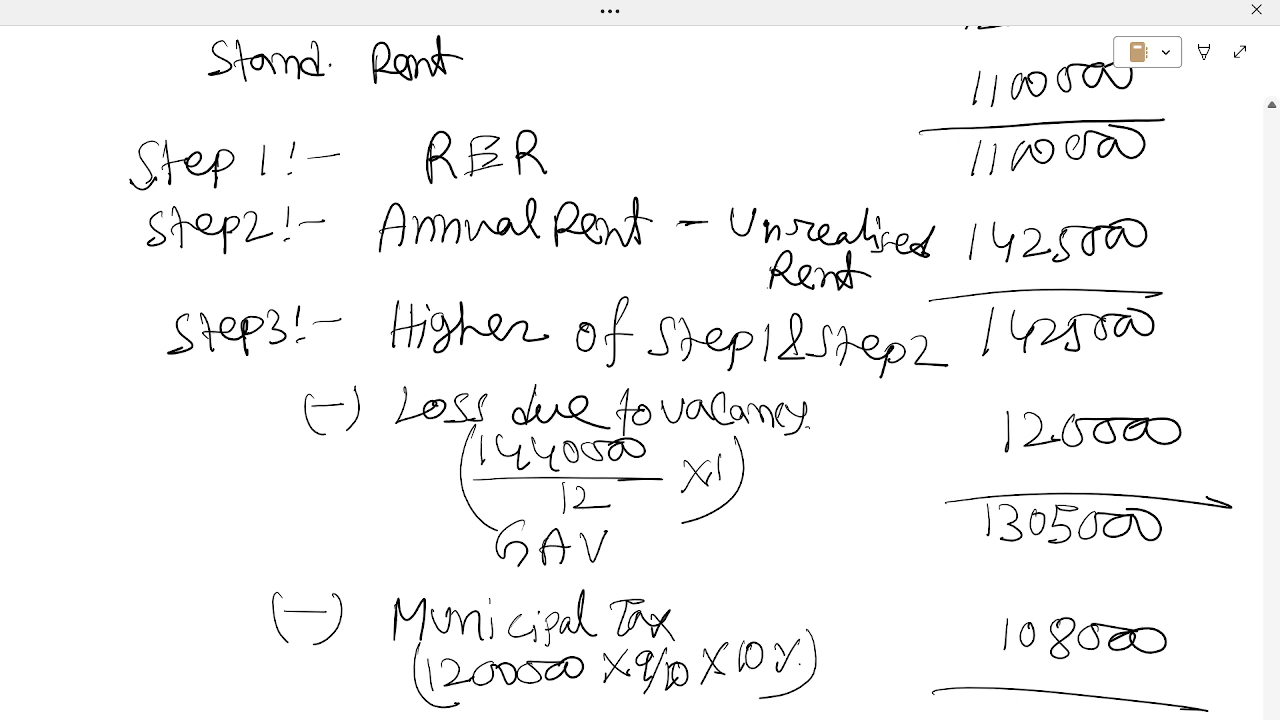 Stand. Rent 1100000
Step 1!- RER 1100000
Step2!- Annual Rent - Unrealised Rent 1425000
Step3!- Higher of Step1&Step2 1425000
(-) Loss due to vacancy. 120000
(1440000/12 X1)
GAV 1305000
(-) Municipal Tax 108000
(1200000 X 9/10 X 10%)